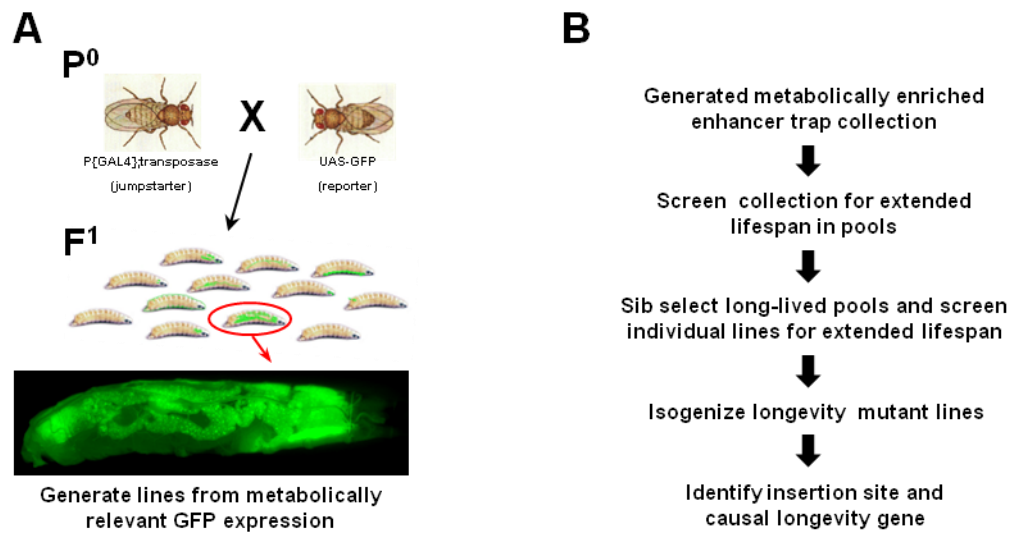 A
P0
X
P{GAL4};transposase
(jumpstarter)
UAS-GFP
(reporter)
F1
Generate lines from metabolically
relevant GFP expression
B
Generated metabolically enriched
enhancer trap collection
Screen collection for extended
lifespan in pools
Sib select long-lived pools and screen
individual lines for extended lifespan
Isogenize longevity mutant lines
Identify insertion site and
causal longevity gene